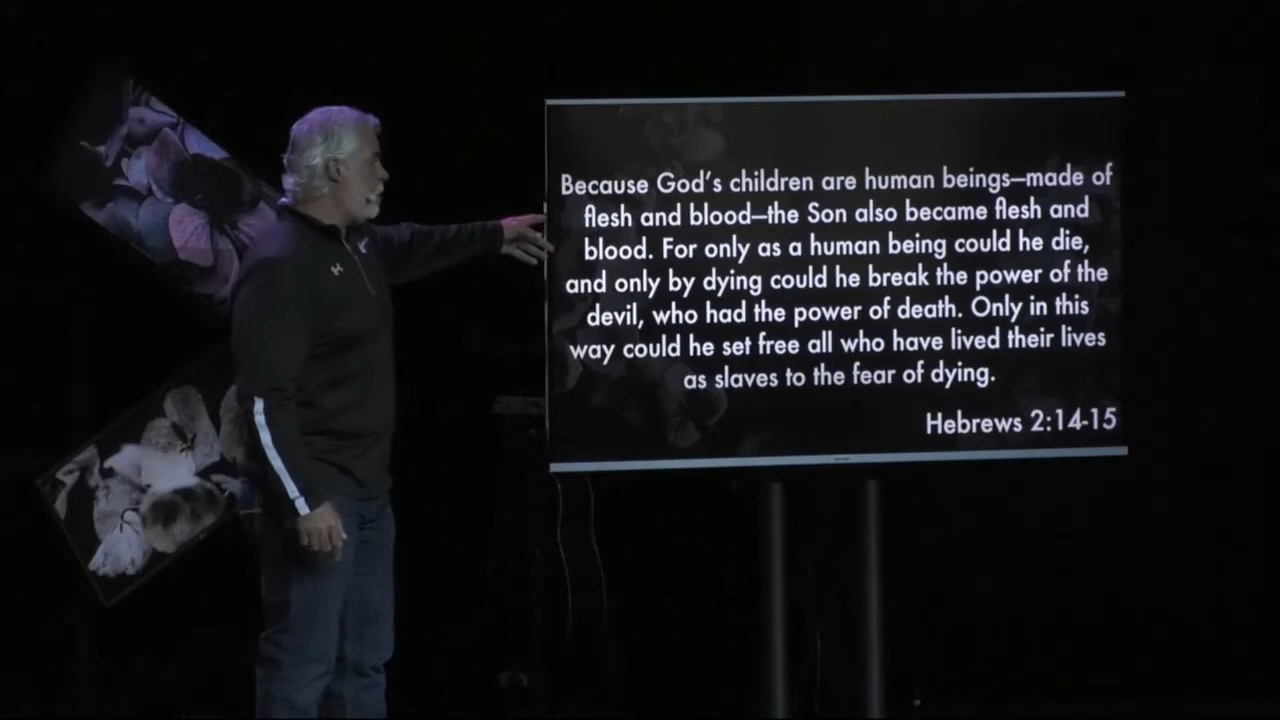 Because God's children are human beings—made of
flesh and blood—the Son also became flesh and
blood. For only as a human being could he die,
and only by dying could he break the power of the
devil, who had the power of death. Only in this
way could he set free all who have lived their lives
as slaves to the fear of dying.
Hebrews 2:14-15